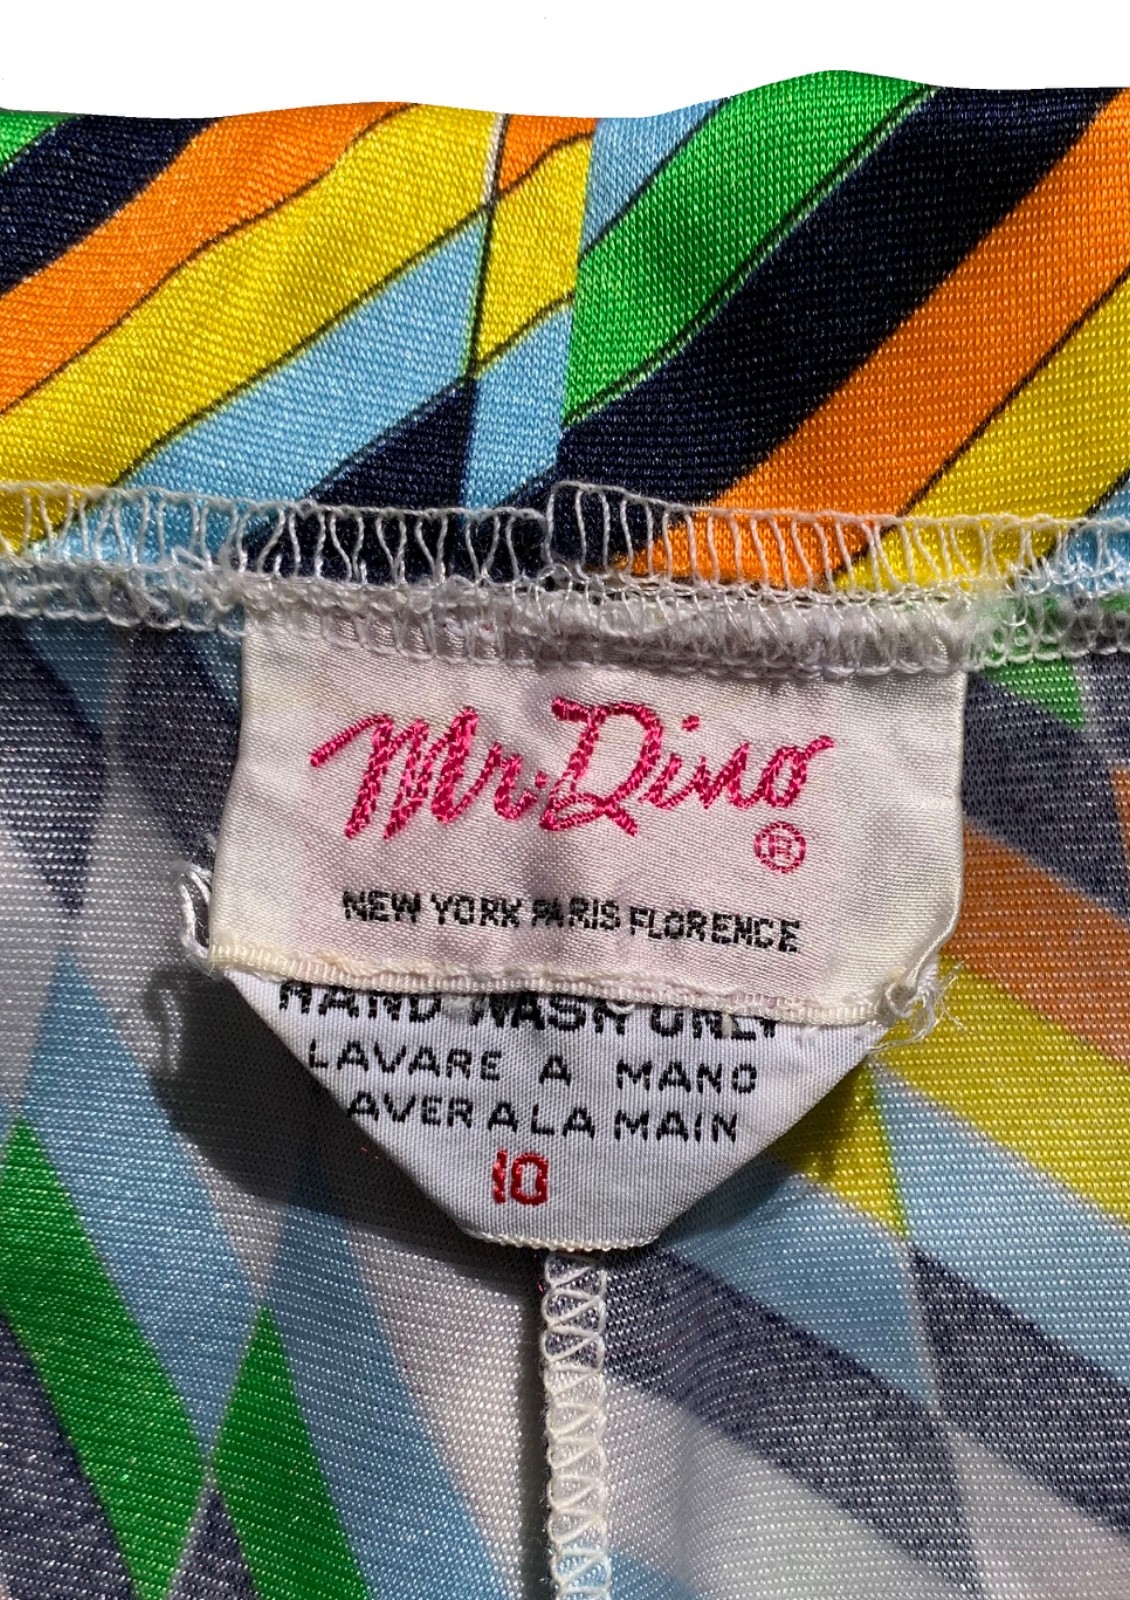 Mr. Dino
®
NEW YORK PARIS FLORENCE
HAND WASH ONLY
LAVARE A MANO
AVER A LA MAIN
10